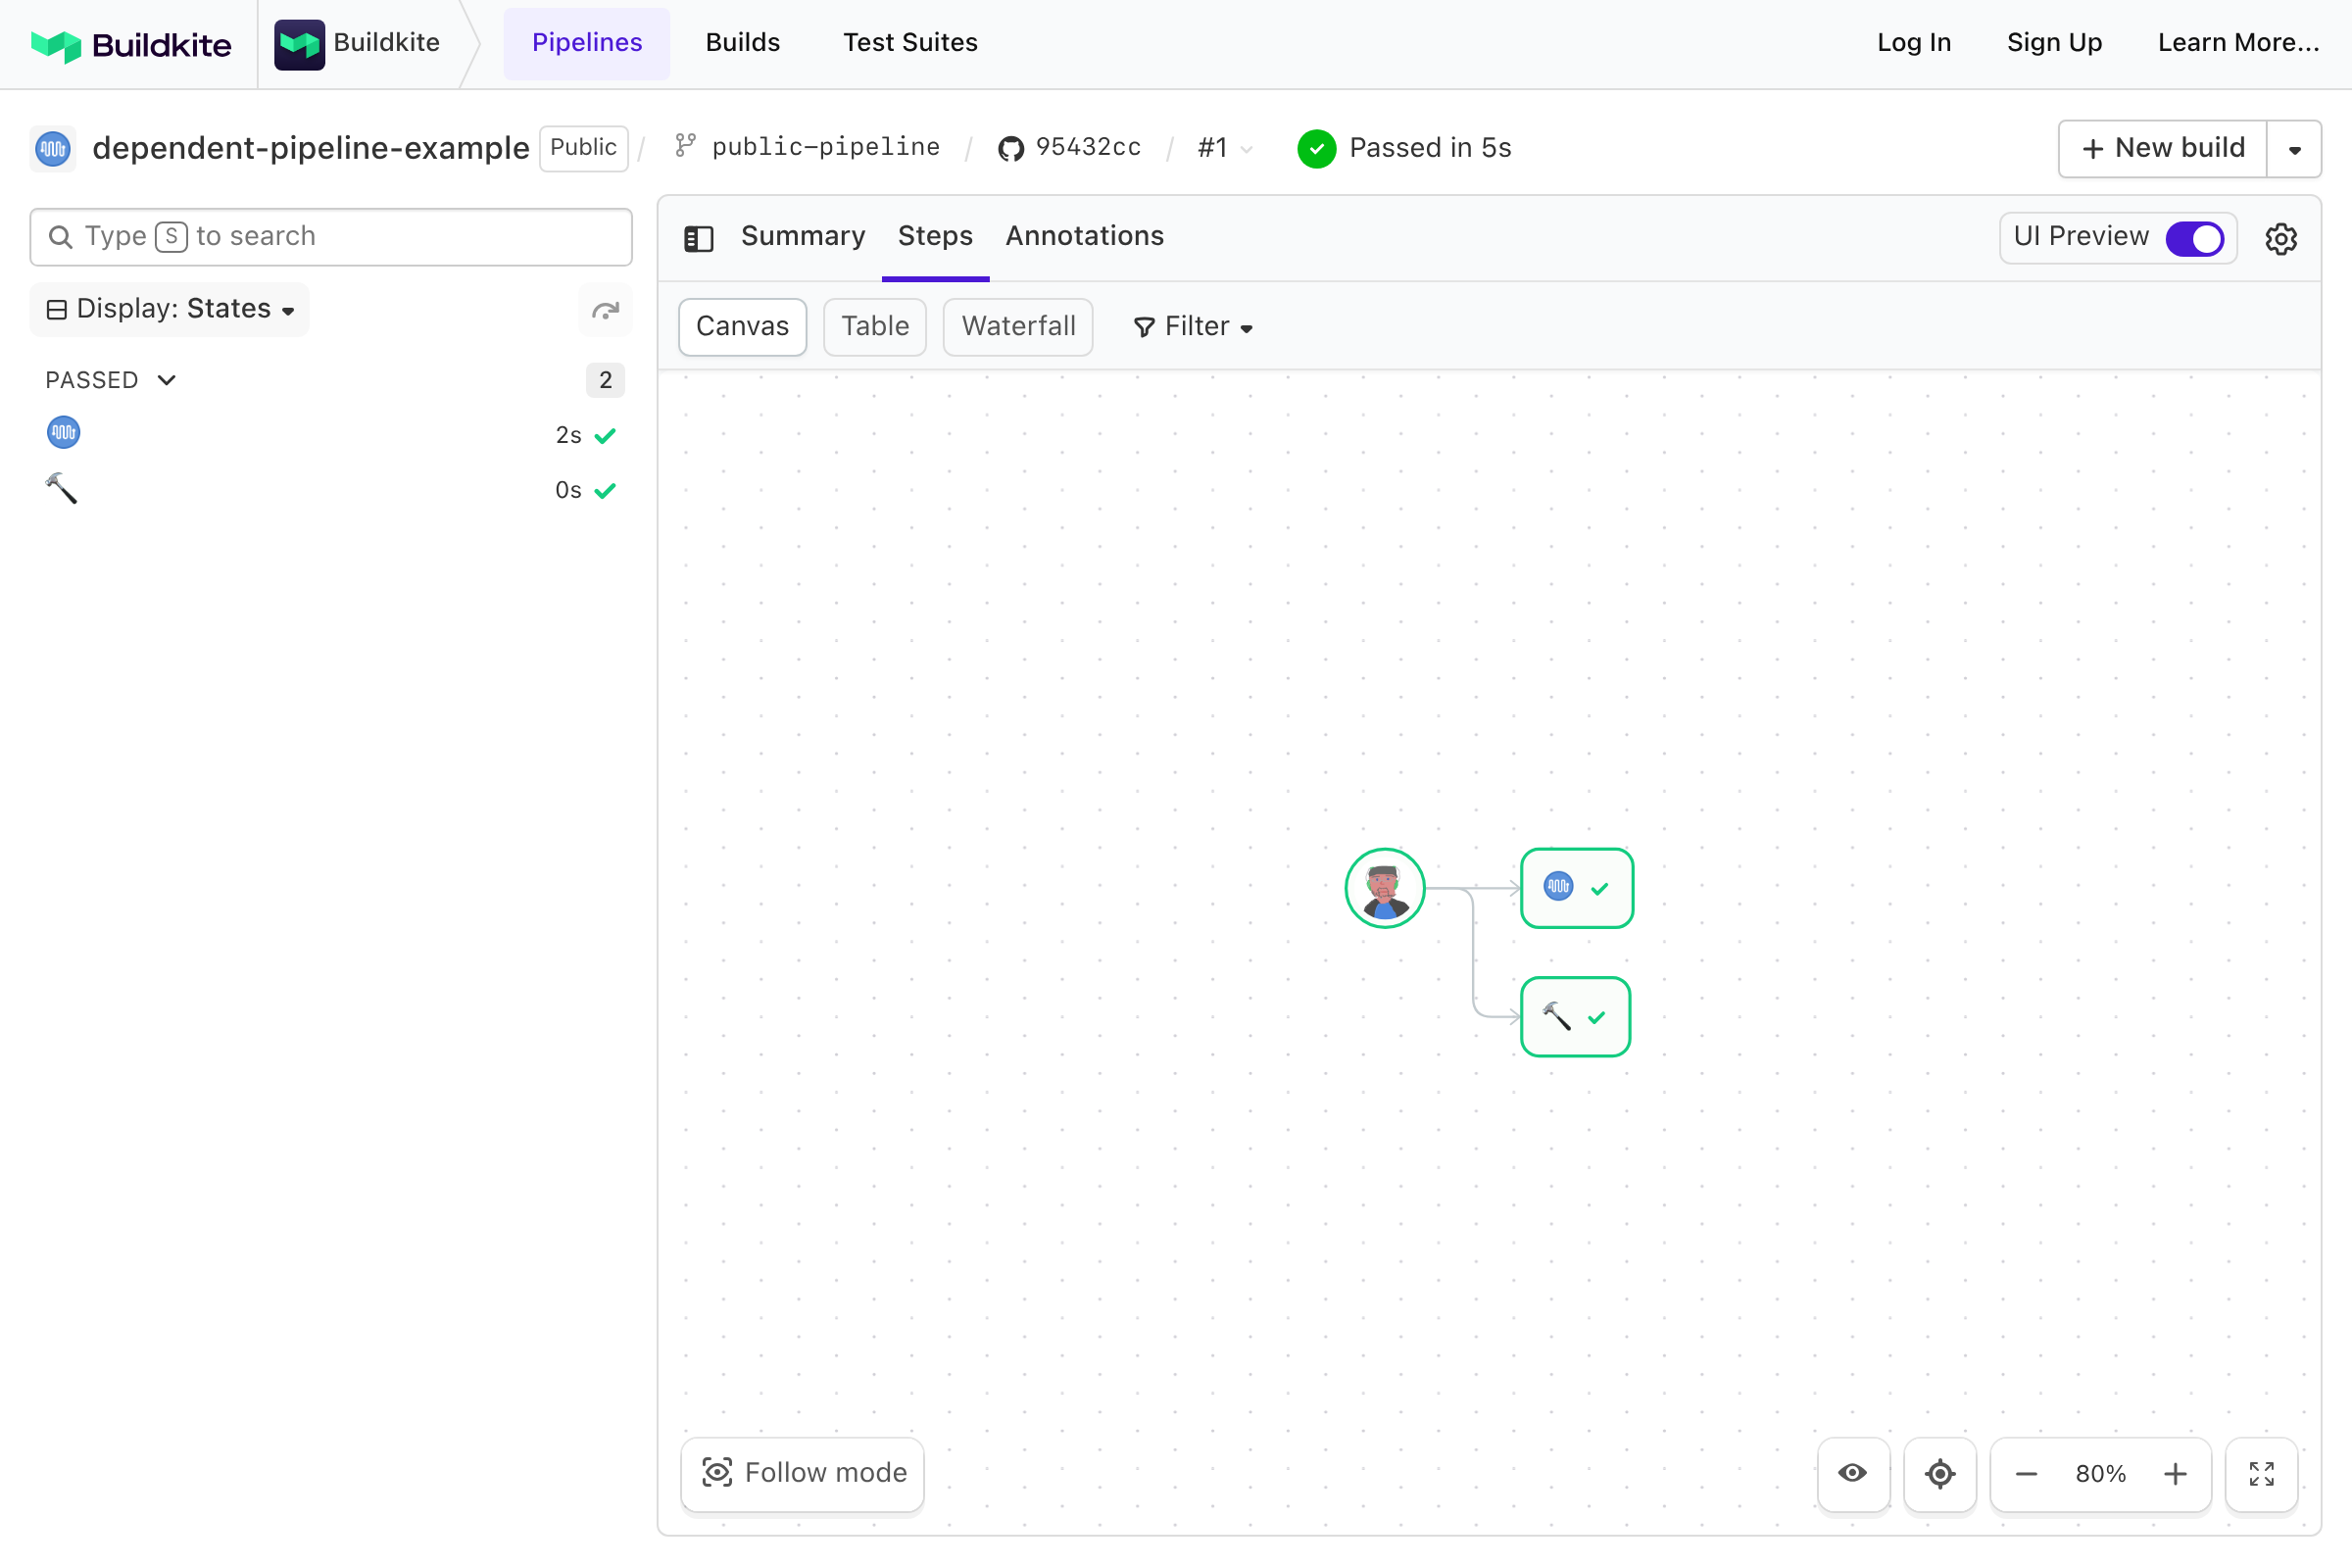 Buildkite
Buildkite
Pipelines
Builds
Test Suites
Log In
Sign Up
Learn More...
dependent-pipeline-example
Public
/
public-pipeline
/
95432cc
/
#1
Passed in 5s
+ New build
Type S to search
Display: States
PASSED
2
2s
0s
Summary
Steps
Annotations
UI Preview
Canvas
Table
Waterfall
Filter
Follow mode
80%